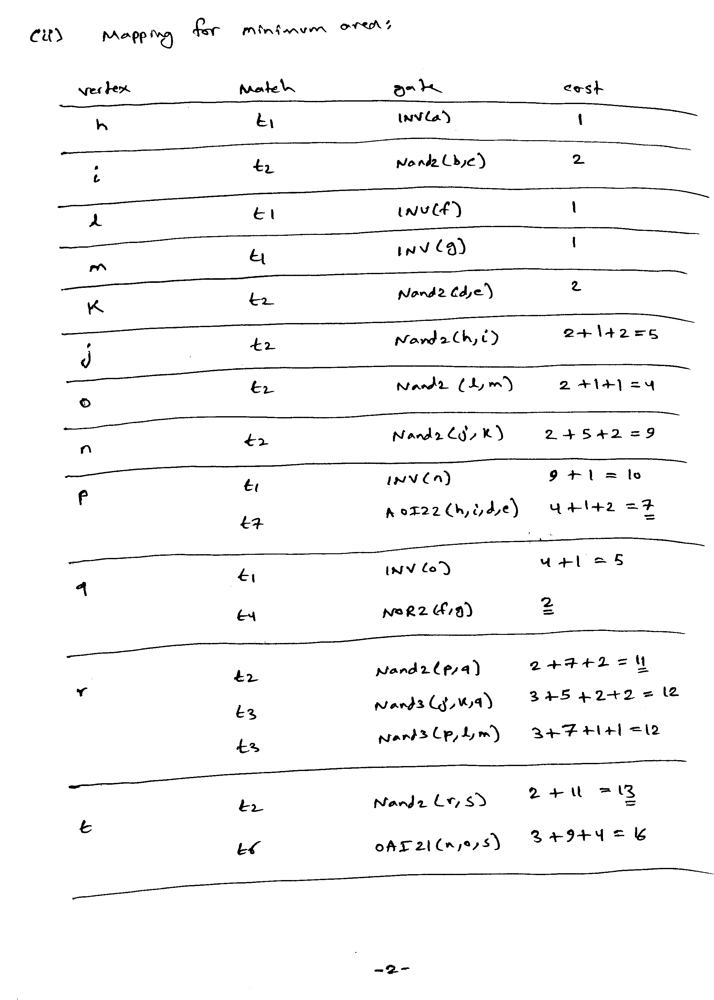 (ii) Mapping for minimum area:
vertex Match gate cost
h t1 INV(a) 1
i t2 Nand2(b,c) 2
l t1 INV(f) 1
m t1 INV(g) 1
K t2 Nand2(d,e) 2
j t2 Nand2(h,i) 2+1+2=5
o t2 Nand2(l,m) 2+1+1=4
n t2 Nand2(j,K) 2+5+2=9
p t1 INV(n) 9+1=10
t7 AOI22(h,i,d,e) 4+1+2=7
q t1 INV(o) 4+1=5
t4 NOR2(f,g) 2
r t2 Nand2(p,q) 2+7+2=11
t3 Nand3(j,k,q) 3+5+2+2=12
t3 Nand3(p,l,m) 3+7+1+1=12
t t2 Nand2(r,s) 2+11=13
t6 OAI21(n,o,s) 3+9+4=16
-2-